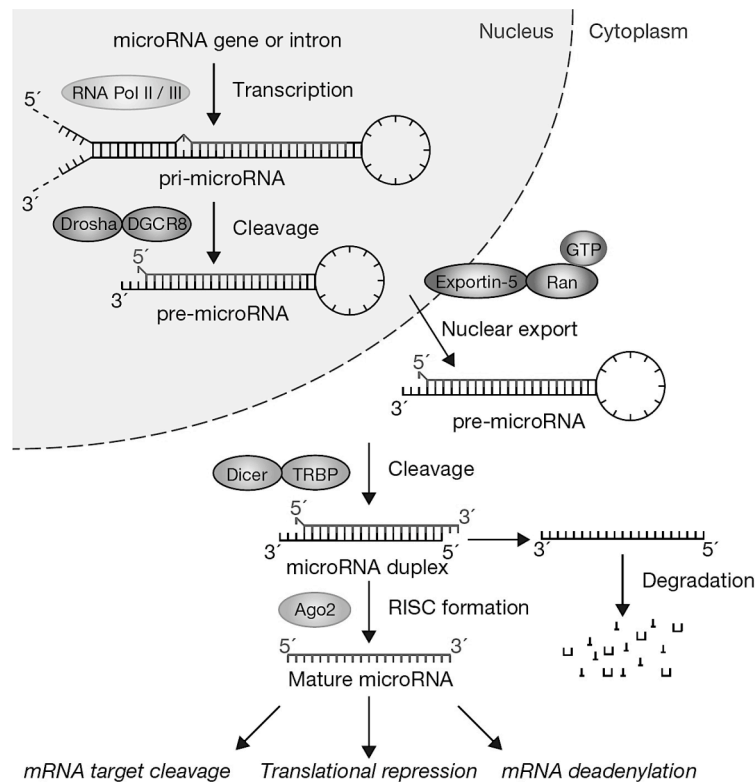 microRNA gene or intron
Nucleus
Cytoplasm
RNA Pol II / III
Transcription
5´
3´
pri-microRNA
Drosha
DGCR8
Cleavage
5´
3´
pre-microRNA
GTP
Exportin-5
Ran
Nuclear export
5´
3´
pre-microRNA
Dicer
TRBP
Cleavage
5´
3´
3´
5´
microRNA duplex
3´
5´
Degradation
Ago2
RISC formation
5´
3´
Mature microRNA
mRNA target cleavage
Translational repression
mRNA deadenylation